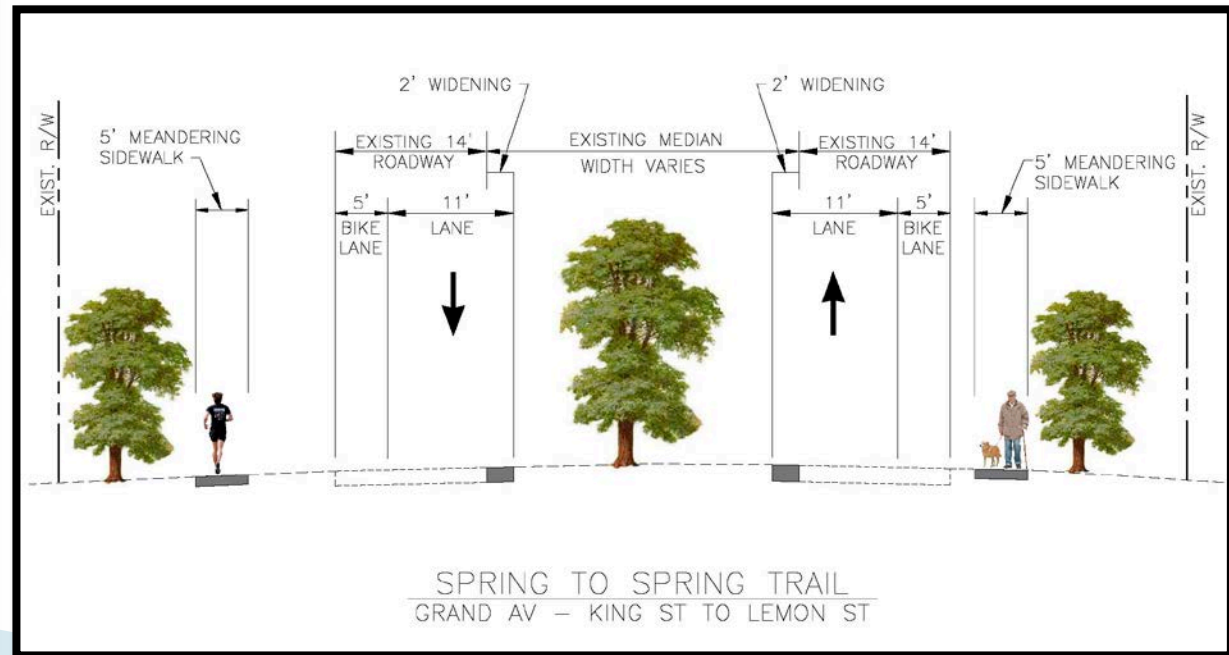 2' WIDENING
2' WIDENING
EXIST. R/W
5' MEANDERING
SIDEWALK
EXISTING 14'
ROADWAY
EXISTING MEDIAN
WIDTH VARIES
EXISTING 14'
ROADWAY
5' MEANDERING
SIDEWALK
EXIST. R/W
5'
BIKE
LANE
11'
LANE
11'
LANE
5'
BIKE
LANE
SPRING TO SPRING TRAIL
GRAND AV – KING ST TO LEMON ST